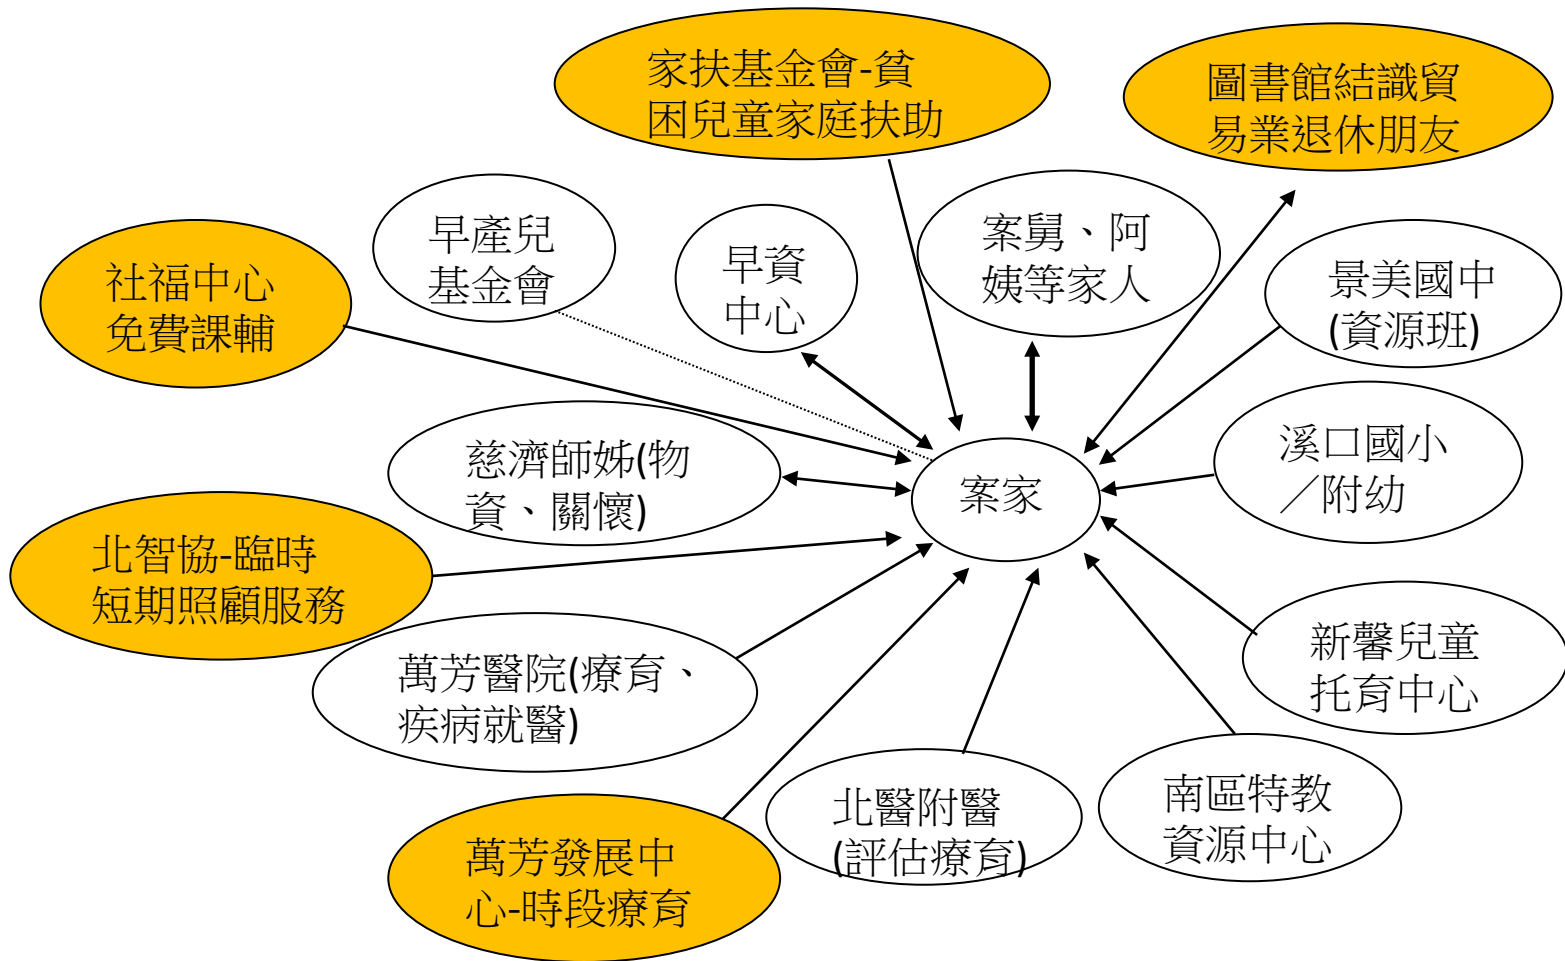 家扶基金會-貧
困兒童家庭扶助
圖書館結識貿
易業退休朋友
早產兒
基金會
早資
中心
案舅、阿
姨等家人
社福中心
免費課輔
景美國中
(資源班)
慈濟師姊(物
資、關懷)
案家
溪口國小
／附幼
北智協-臨時
短期照顧服務
萬芳醫院(療育、
疾病就醫)
新馨兒童
托育中心
北醫附醫
(評估療育)
南區特教
資源中心
萬芳發展中
心-時段療育